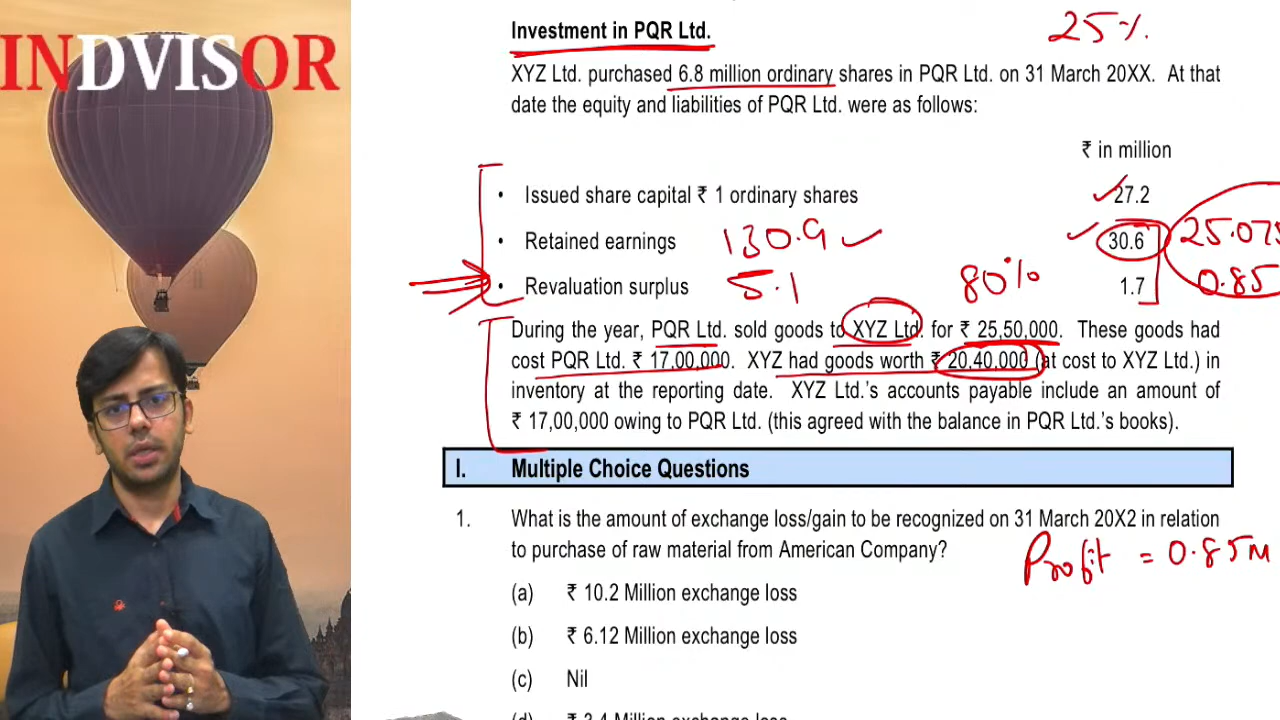 INDVISOR
Investment in PQR Ltd.
25%
XYZ Ltd. purchased 6.8 million ordinary shares in PQR Ltd. on 31 March 20XX. At that
date the equity and liabilities of PQR Ltd. were as follows:
₹ in million
• Issued share capital ₹ 1 ordinary shares 27.2
• Retained earnings 130.9 30.6 25.075
• Revaluation surplus 5.1 80% 1.7 0.85
During the year, PQR Ltd. sold goods to XYZ Ltd. for ₹ 25,50,000. These goods had
cost PQR Ltd. ₹ 17,00,000. XYZ had goods worth ₹ 20,40,000 (at cost to XYZ Ltd.) in
inventory at the reporting date. XYZ Ltd.'s accounts payable include an amount of
₹ 17,00,000 owing to PQR Ltd. (this agreed with the balance in PQR Ltd.'s books).
I. Multiple Choice Questions
1. What is the amount of exchange loss/gain to be recognized on 31 March 20X2 in relation
to purchase of raw material from American Company?
Profit = 0.85M
(a) ₹ 10.2 Million exchange loss
(b) ₹ 6.12 Million exchange loss
(c) Nil
(d) ₹ 3.4 Million exchange loss